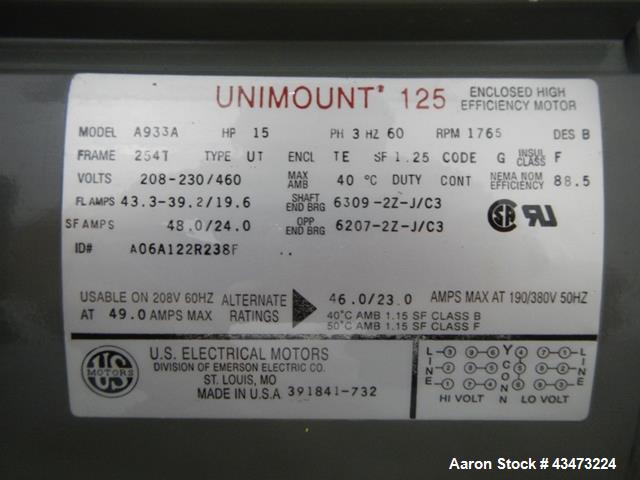 UNIMOUNT® 125 ENCLOSED HIGH EFFICIENCY MOTOR
MODEL A933A HP 15 PH 3 HZ 60 RPM 1765 DES B
FRAME 254T TYPE UT ENCL TE SF 1.25 CODE G INSUL CLASS F
VOLTS 208-230/460 MAX AMB 40 °C DUTY CONT NEMA NOM EFFICIENCY 88.5
FL AMPS 43.3-39.2/19.6 SHAFT END BRG 6309-2Z-J/C3
SF AMPS 48.0/24.0 OPP END BRG 6207-2Z-J/C3
ID# A06A122R238F ..
USABLE ON 208V 60HZ
AT 49.0 AMPS MAX
ALTERNATE RATINGS
46.0/23.0 AMPS MAX AT 190/380V 50HZ
40°C AMB 1.15 SF CLASS B
50°C AMB 1.15 SF CLASS F
US MOTORS
U.S. ELECTRICAL MOTORS
DIVISION OF EMERSON ELECTRIC CO.
ST. LOUIS, MO
MADE IN U.S.A 391841-732
LINE Y CONN LINE
HI VOLT LO VOLT
Aaron Stock # 43473224